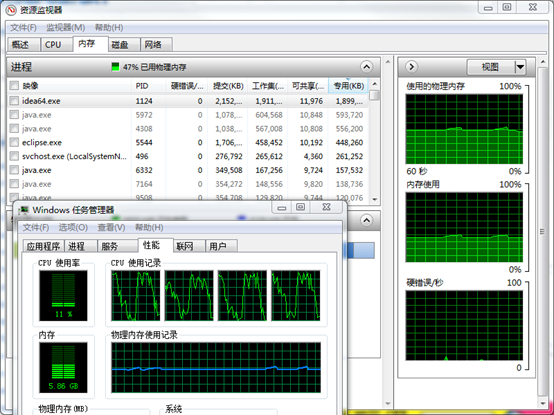 资源监视器
文件(F) 监视器(M) 帮助(H)
概述 CPU 内存 磁盘 网络
进程 47% 已用物理内存
映像 PID 硬错误/... 提交(KB) 工作集(... 可共享(... 专用(KB)
idea64.exe 1124 0 2,152,... 1,911,... 11,976 1,899,...
java.exe 5972 0 1,078,... 604,568 10,848 593,720
java.exe 4308 0 1,038,... 567,008 10,808 556,200
eclipse.exe 5544 0 1,706,... 458,452 10,192 448,260
svchost.exe (LocalSystemN... 496 0 276,792 265,612 4,360 261,252
java.exe 6332 0 349,508 167,256 9,724 157,532
java.exe 7164 0 354,272 148,556 9,820 138,736
java.exe 6908 0 354,708 129,820 9,744 120,076
视图
使用的物理内存 100%
60 秒 0%
内存使用 100%
0%
硬错误/秒 100
0
Windows 任务管理器
文件(F) 选项(O) 查看(V) 帮助(H)
应用程序 进程 服务 性能 联网 用户
CPU 使用率 CPU 使用记录
11 %
内存 物理内存使用记录
5.86 GB
物理内存(MB) 系统